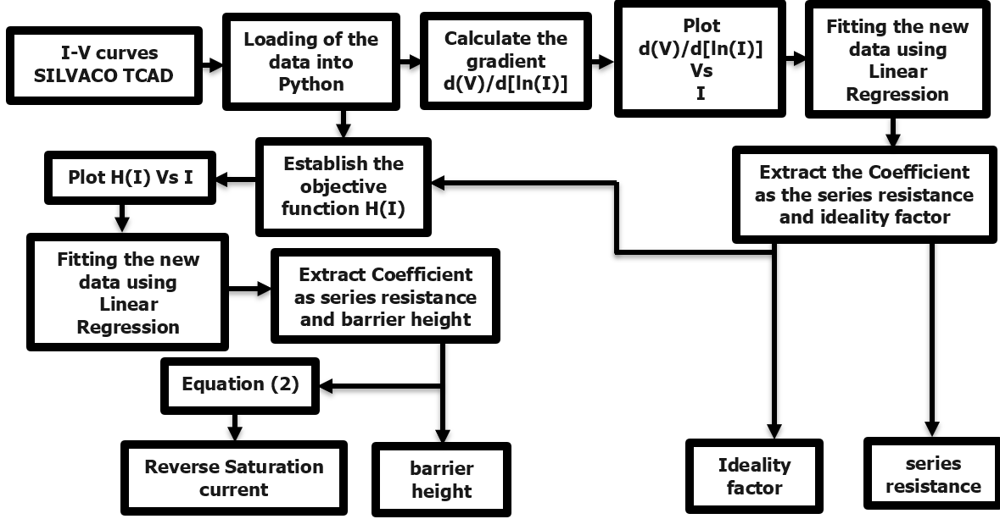 I-V curves
SILVACO TCAD
Loading of the
data into
Python
Calculate the
gradient
d(V)/d[ln(I)]
Plot
d(V)/d[ln(I)]
Vs
I
Fitting the new
data using
Linear
Regression
Plot H(I) Vs I
Establish the
objective
function H(I)
Extract the Coefficient
as the series resistance
and ideality factor
Fitting the new
data using
Linear
Regression
Extract Coefficient
as series resistance
and barrier height
Equation (2)
Reverse Saturation
current
barrier
height
Ideality
factor
series
resistance